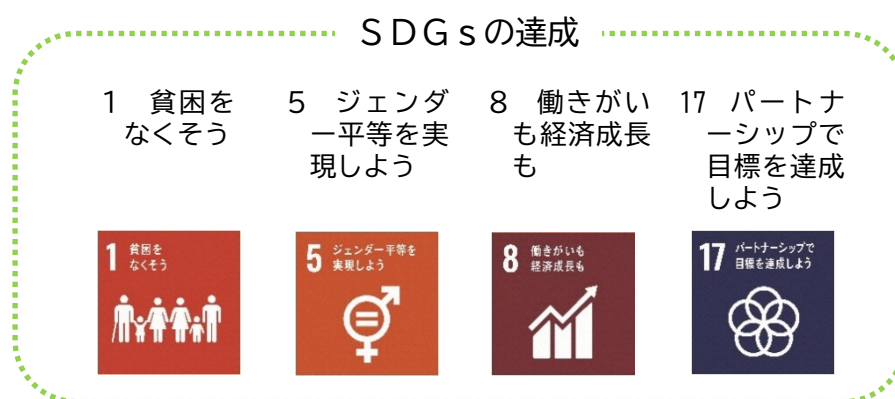 ＳＤＧｓの達成
１　貧困を
なくそう
５　ジェンダ
ー平等を実
現しよう
８　働きがい
も経済成長
も
17　パートナ
ーシップで
目標を達成
しよう
1 貧困を
なくそう
5 ジェンダー平等を
実現しよう
8 働きがいも
経済成長も
17 パートナーシップで
目標を達成しよう